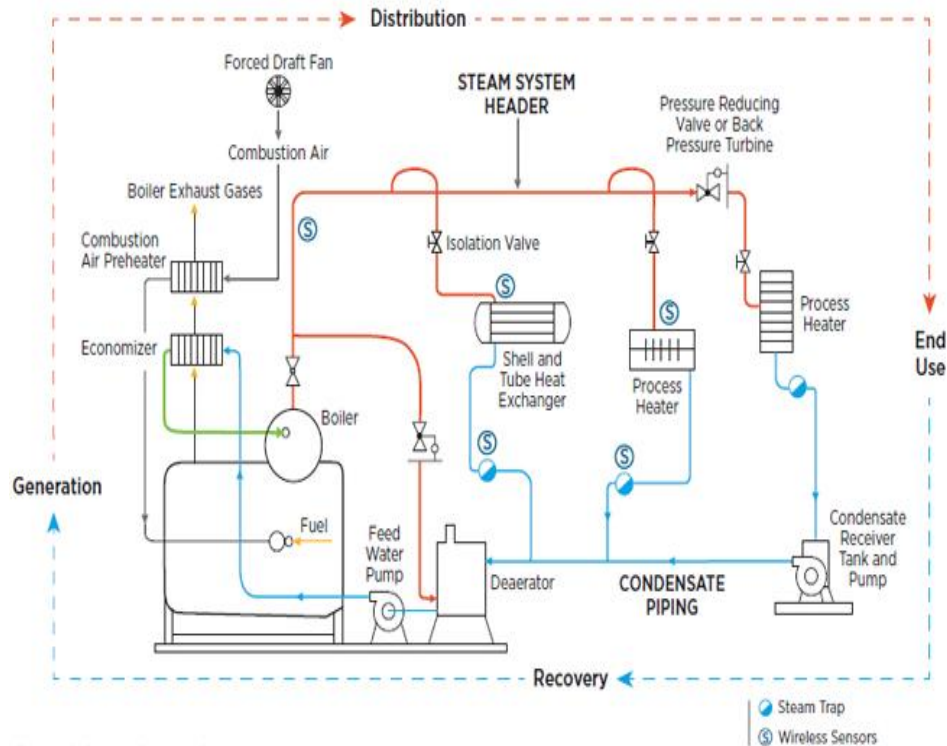 Distribution
Forced Draft Fan
STEAM SYSTEM
HEADER
Pressure Reducing
Valve or Back
Pressure Turbine
Combustion Air
Boiler Exhaust Gases
Combustion
Air Preheater
S
Isolation Valve
S
S
Process
Heater
Economizer
Shell and
Tube Heat
Exchanger
Process
Heater
End
Use
Boiler
S
S
Generation
Fuel
Feed
Water
Pump
Deaerator
CONDENSATE
PIPING
Condensate
Receiver
Tank and
Pump
Recovery
Steam Trap
S Wireless Sensors